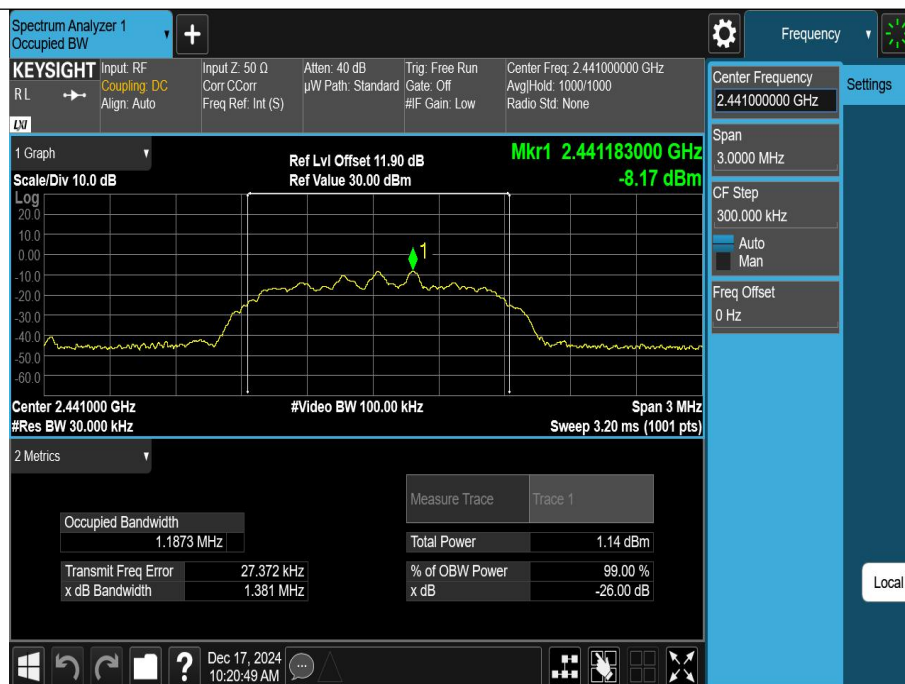 Spectrum Analyzer 1
Occupied BW
Frequency
KEYSIGHT
RL
LXI
Input: RF
Coupling: DC
Align: Auto
Input Z: 50 Ω
Corr CCorr
Freq Ref: Int (S)
Atten: 40 dB
µW Path: Standard
Trig: Free Run
Gate: Off
#IF Gain: Low
Center Freq: 2.441000000 GHz
Avg|Hold: 1000/1000
Radio Std: None
Center Frequency
2.441000000 GHz
Settings
Span
3.0000 MHz
CF Step
300.000 kHz
Auto
Man
Freq Offset
0 Hz
Local
1 Graph
Scale/Div 10.0 dB
Ref Lvl Offset 11.90 dB
Ref Value 30.00 dBm
Mkr1 2.441183000 GHz
-8.17 dBm
Log
20.0
10.0
0.00
-10.0
-20.0
-30.0
-40.0
-50.0
-60.0
1
Center 2.441000 GHz
#Video BW 100.00 kHz
Span 3 MHz
#Res BW 30.000 kHz
Sweep 3.20 ms (1001 pts)
2 Metrics
Measure Trace
Trace 1
Occupied Bandwidth
1.1873 MHz
Total Power
1.14 dBm
Transmit Freq Error
27.372 kHz
% of OBW Power
99.00 %
x dB Bandwidth
1.381 MHz
x dB
-26.00 dB
?
Dec 17, 2024
10:20:49 AM